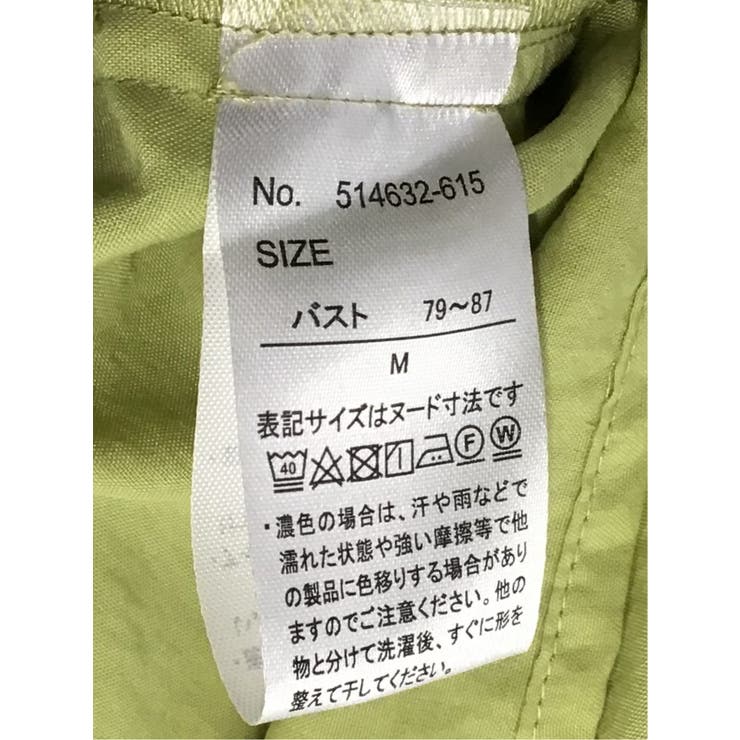 No. 514632-615
SIZE
バスト 79～87
M
表記サイズはヌード寸法です
40 F W
・濃色の場合は、汗や雨などで
濡れた状態や強い摩擦等で他
の製品に色移りする場合があり
ますのでご注意ください。他の
物と分けて洗濯後、すぐに形を
整えて干してください。